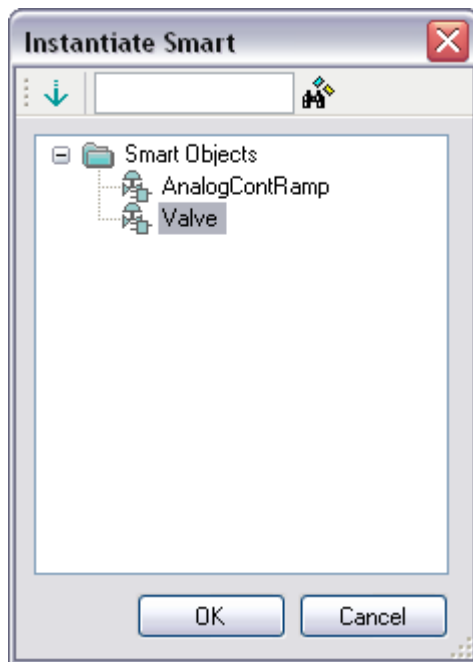 Instantiate Smart
Smart Objects
AnalogContRamp
Valve
OK Cancel